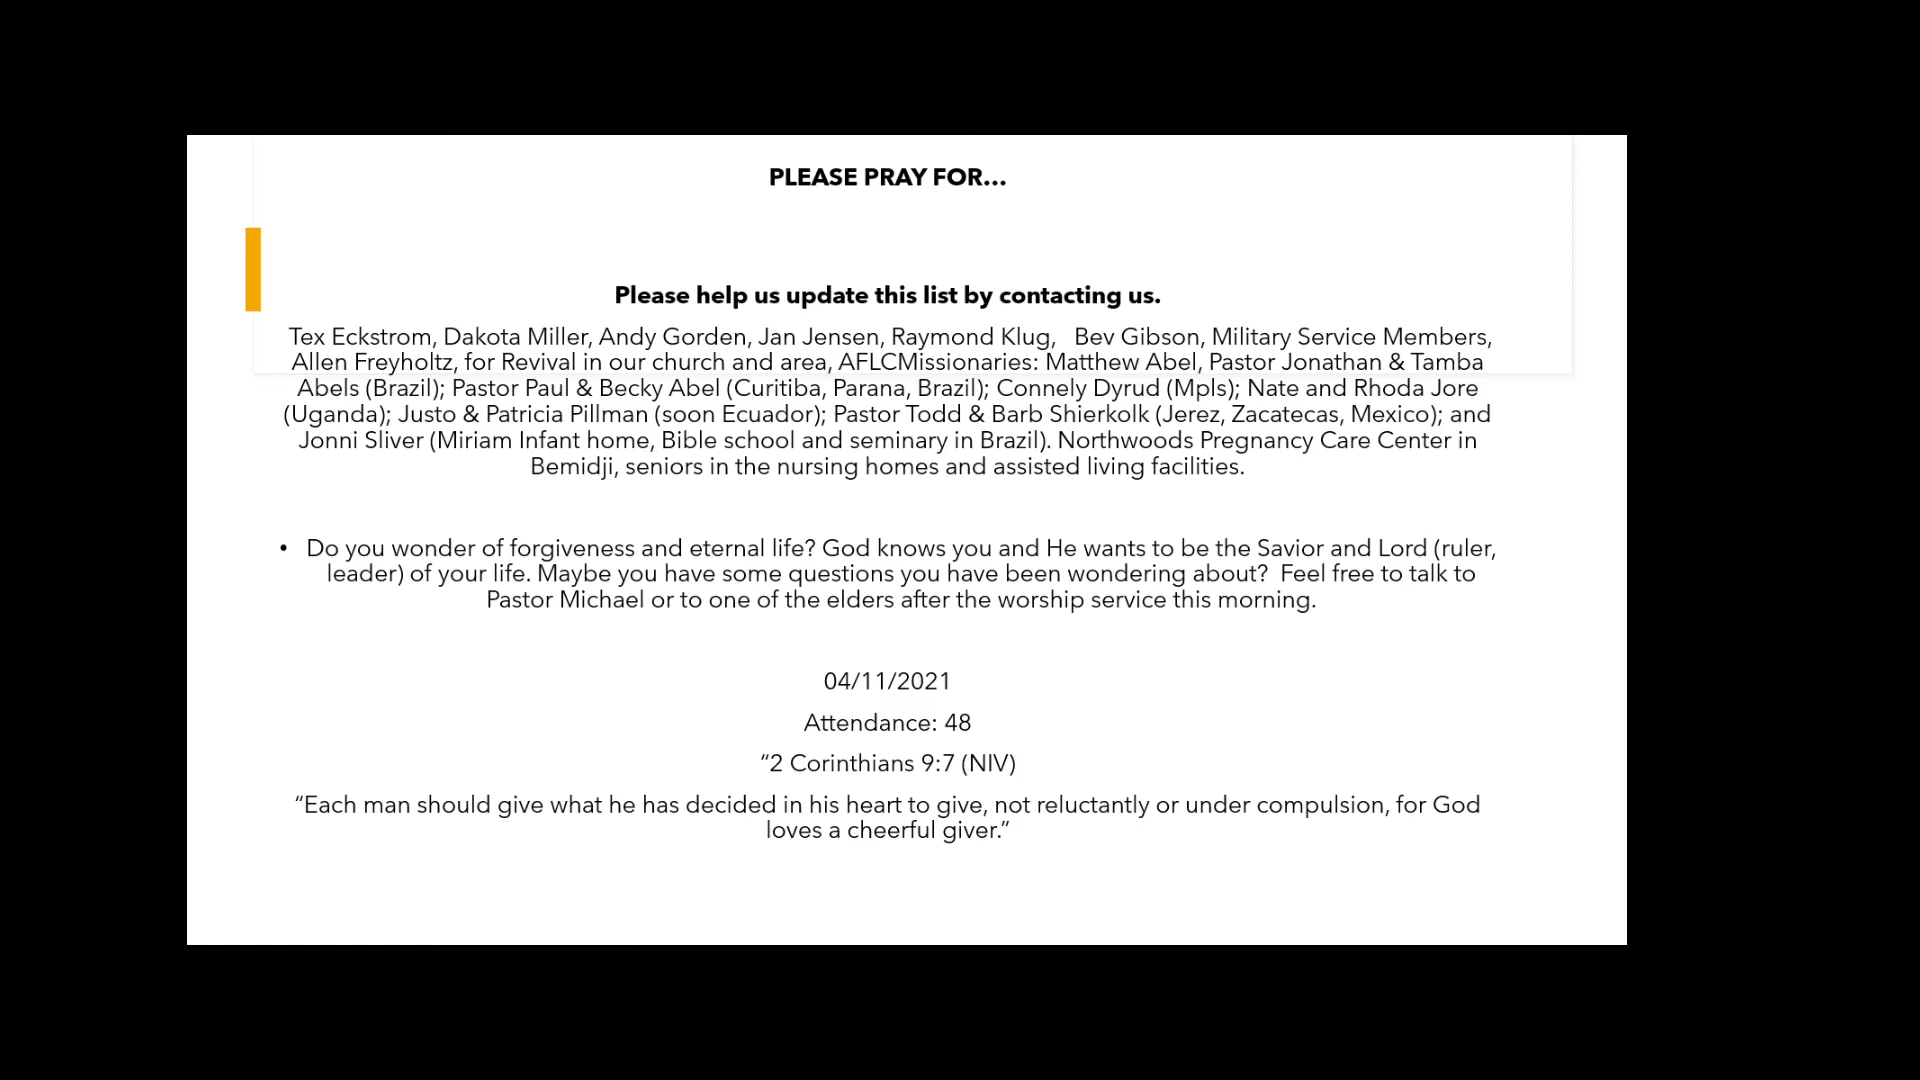 PLEASE PRAY FOR…
Please help us update this list by contacting us.
Tex Eckstrom, Dakota Miller, Andy Gorden, Jan Jensen, Raymond Klug,   Bev Gibson, Military Service Members,
Allen Freyholtz, for Revival in our church and area, AFLCMissionaries: Matthew Abel, Pastor Jonathan & Tamba
Abels (Brazil); Pastor Paul & Becky Abel (Curitiba, Parana, Brazil); Connely Dyrud (Mpls); Nate and Rhoda Jore
(Uganda); Justo & Patricia Pillman (soon Ecuador); Pastor Todd & Barb Shierkolk (Jerez, Zacatecas, Mexico); and
Jonni Sliver (Miriam Infant home, Bible school and seminary in Brazil). Northwoods Pregnancy Care Center in
Bemidji, seniors in the nursing homes and assisted living facilities.
• Do you wonder of forgiveness and eternal life? God knows you and He wants to be the Savior and Lord (ruler,
leader) of your life. Maybe you have some questions you have been wondering about?  Feel free to talk to
Pastor Michael or to one of the elders after the worship service this morning.
04/11/2021
Attendance: 48
“2 Corinthians 9:7 (NIV)
“Each man should give what he has decided in his heart to give, not reluctantly or under compulsion, for God
loves a cheerful giver.”